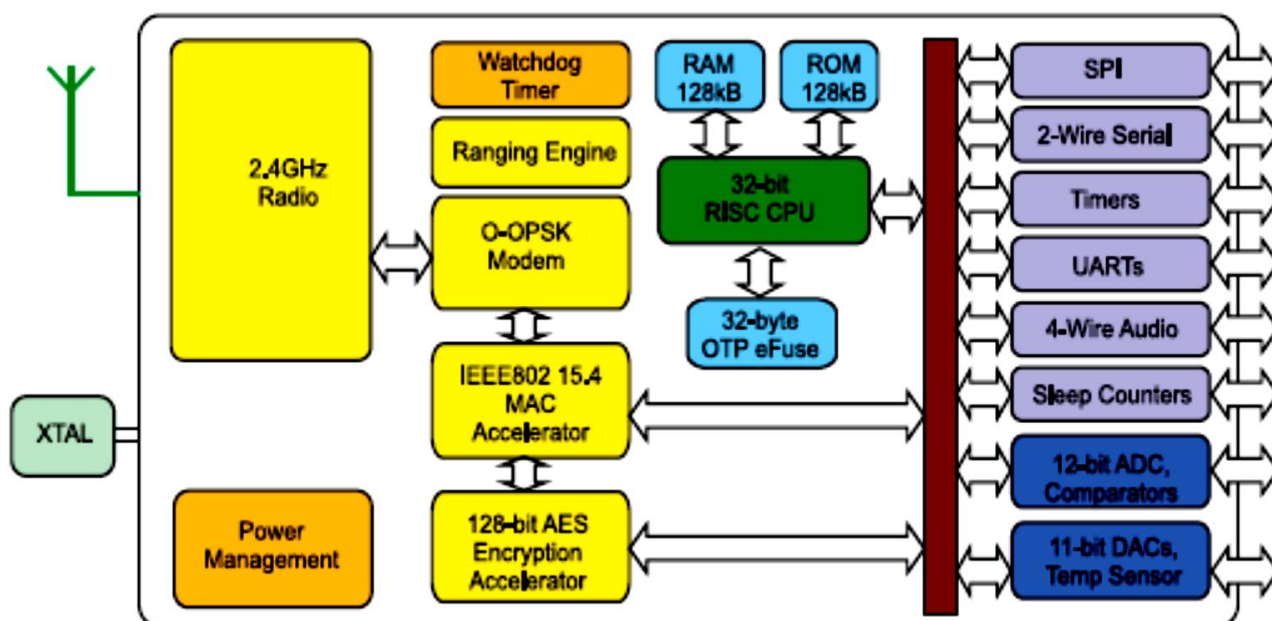 2.4GHz
Radio
Watchdog
Timer
Ranging Engine
O-OPSK
Modem
IEEE802 15.4
MAC
Accelerator
128-bit AES
Encryption
Accelerator
XTAL
Power
Management
RAM
128kB
ROM
128kB
32-bit
RISC CPU
32-byte
OTP eFuse
SPI
2-Wire Serial
Timers
UARTs
4-Wire Audio
Sleep Counters
12-bit ADC,
Comparators
11-bit DACs,
Temp Sensor